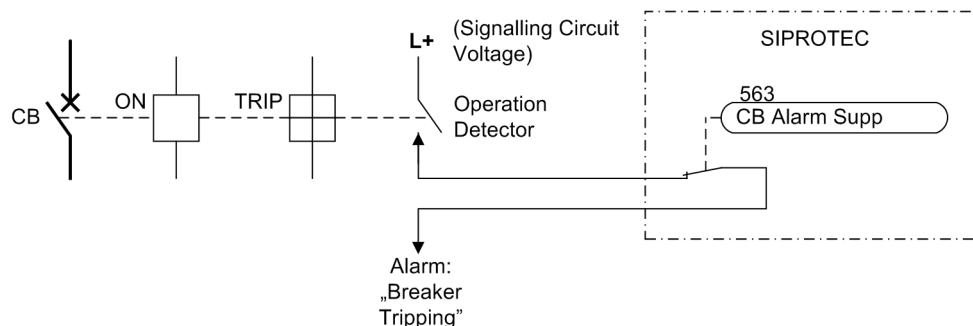 L+
(Signalling Circuit
Voltage)
SIPROTEC
CB
ON
TRIP
Operation
Detector
563
CB Alarm Supp
Alarm:
„Breaker
Tripping”